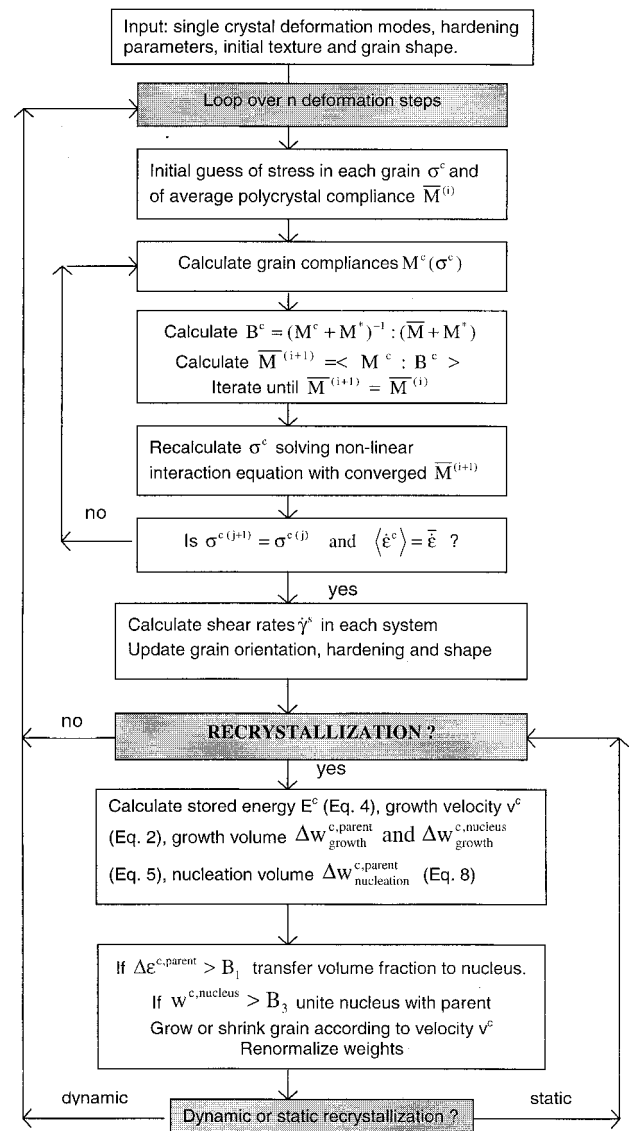 Input: single crystal deformation modes, hardening
parameters, initial texture and grain shape.
Loop over n deformation steps
Initial guess of stress in each grain σ^c and
of average polycrystal compliance M̅^(i)
Calculate grain compliances M^c(σ^c)
Calculate B^c = (M^c + M^*)^-1 : (M̅ + M^*)
Calculate M̅^(i+1) =< M^c : B^c >
Iterate until M̅^(i+1) = M̅^(i)
Recalculate σ^c solving non-linear
interaction equation with converged M̅^(i+1)
no
Is σ^c(j+1) = σ^c(j) and ⟨ε̇^c⟩ = ε̇̅ ?
yes
Calculate shear rates γ̇^s in each system
Update grain orientation, hardening and shape
no
RECRYSTALLIZATION ?
yes
Calculate stored energy E^c (Eq. 4), growth velocity v^c
(Eq. 2), growth volume Δw^c,parent_growth and Δw^c,nucleus_growth
(Eq. 5), nucleation volume Δw^c,parent_nucleation (Eq. 8)
If Δε^c,parent > B_1 transfer volume fraction to nucleus.
If w^c,nucleus > B_3 unite nucleus with parent
Grow or shrink grain according to velocity v^c
Renormalize weights
dynamic
static
Dynamic or static recrystallization ?